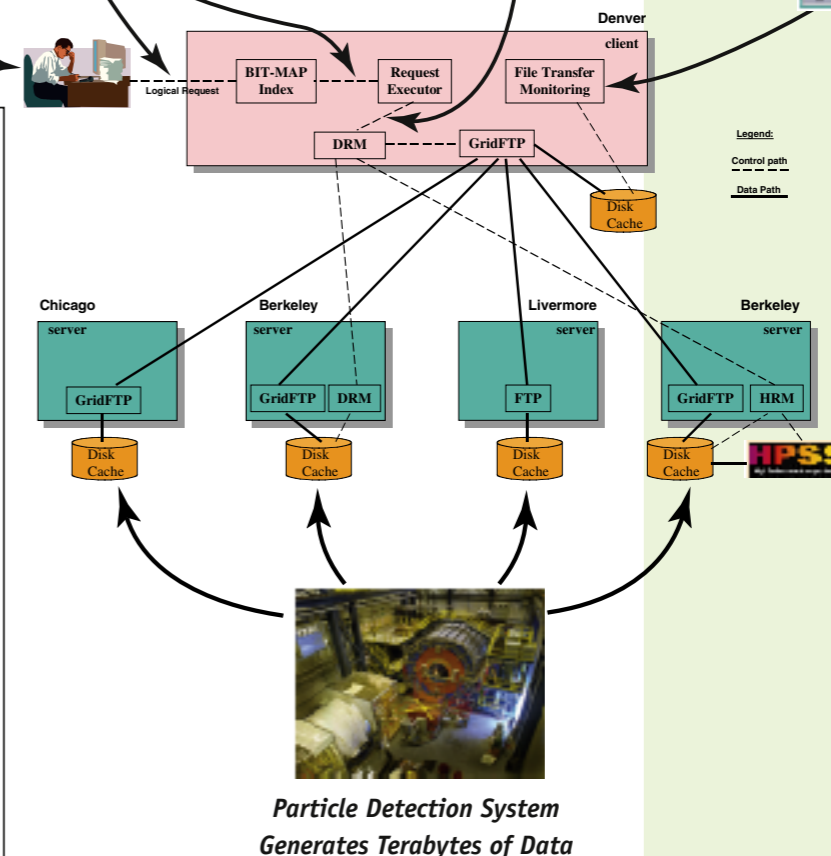 Denver
client
BIT-MAP
Index
Request
Executor
File Transfer
Monitoring
Logical Request
DRM
GridFTP
Legend:
Control path
Data Path
Disk
Cache
Chicago
Berkeley
Livermore
Berkeley
server
server
server
server
GridFTP
GridFTP
DRM
FTP
GridFTP
HRM
Disk
Cache
Disk
Cache
Disk
Cache
Disk
Cache
HPSS
Particle Detection System
Generates Terabytes of Data